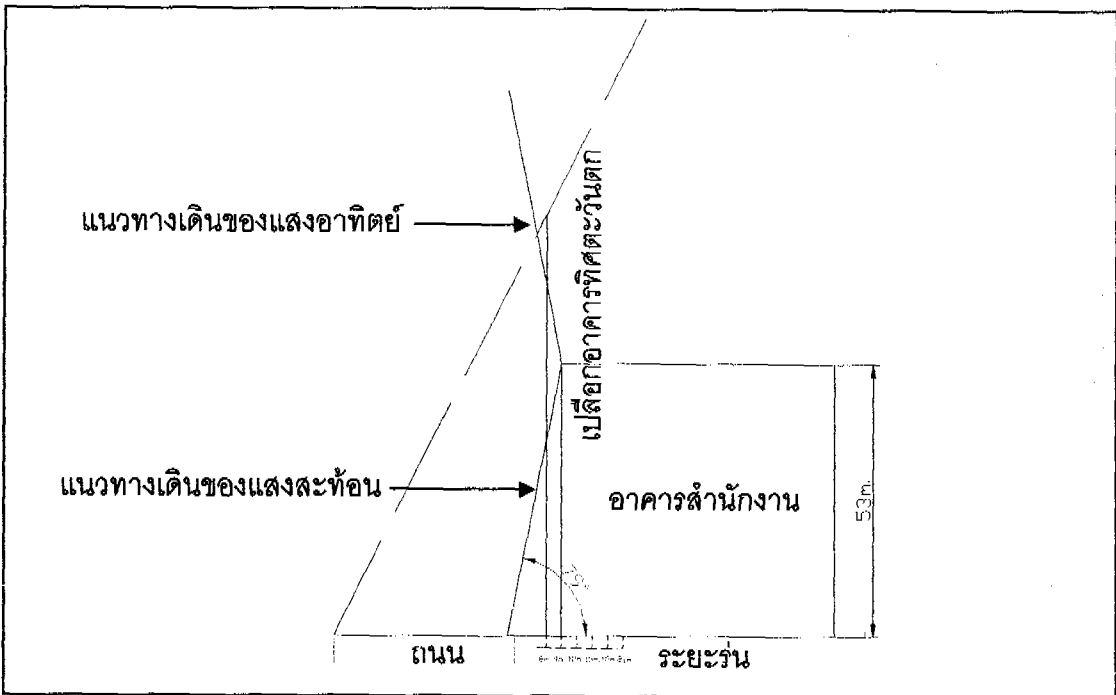 แนวทางเดินของแสงอาทิตย์
เปลือกอาคารทิศตะวันตก
แนวทางเดินของแสงสะท้อน
อาคารสำนักงาน
53m.
ถนน
ระยะร่น